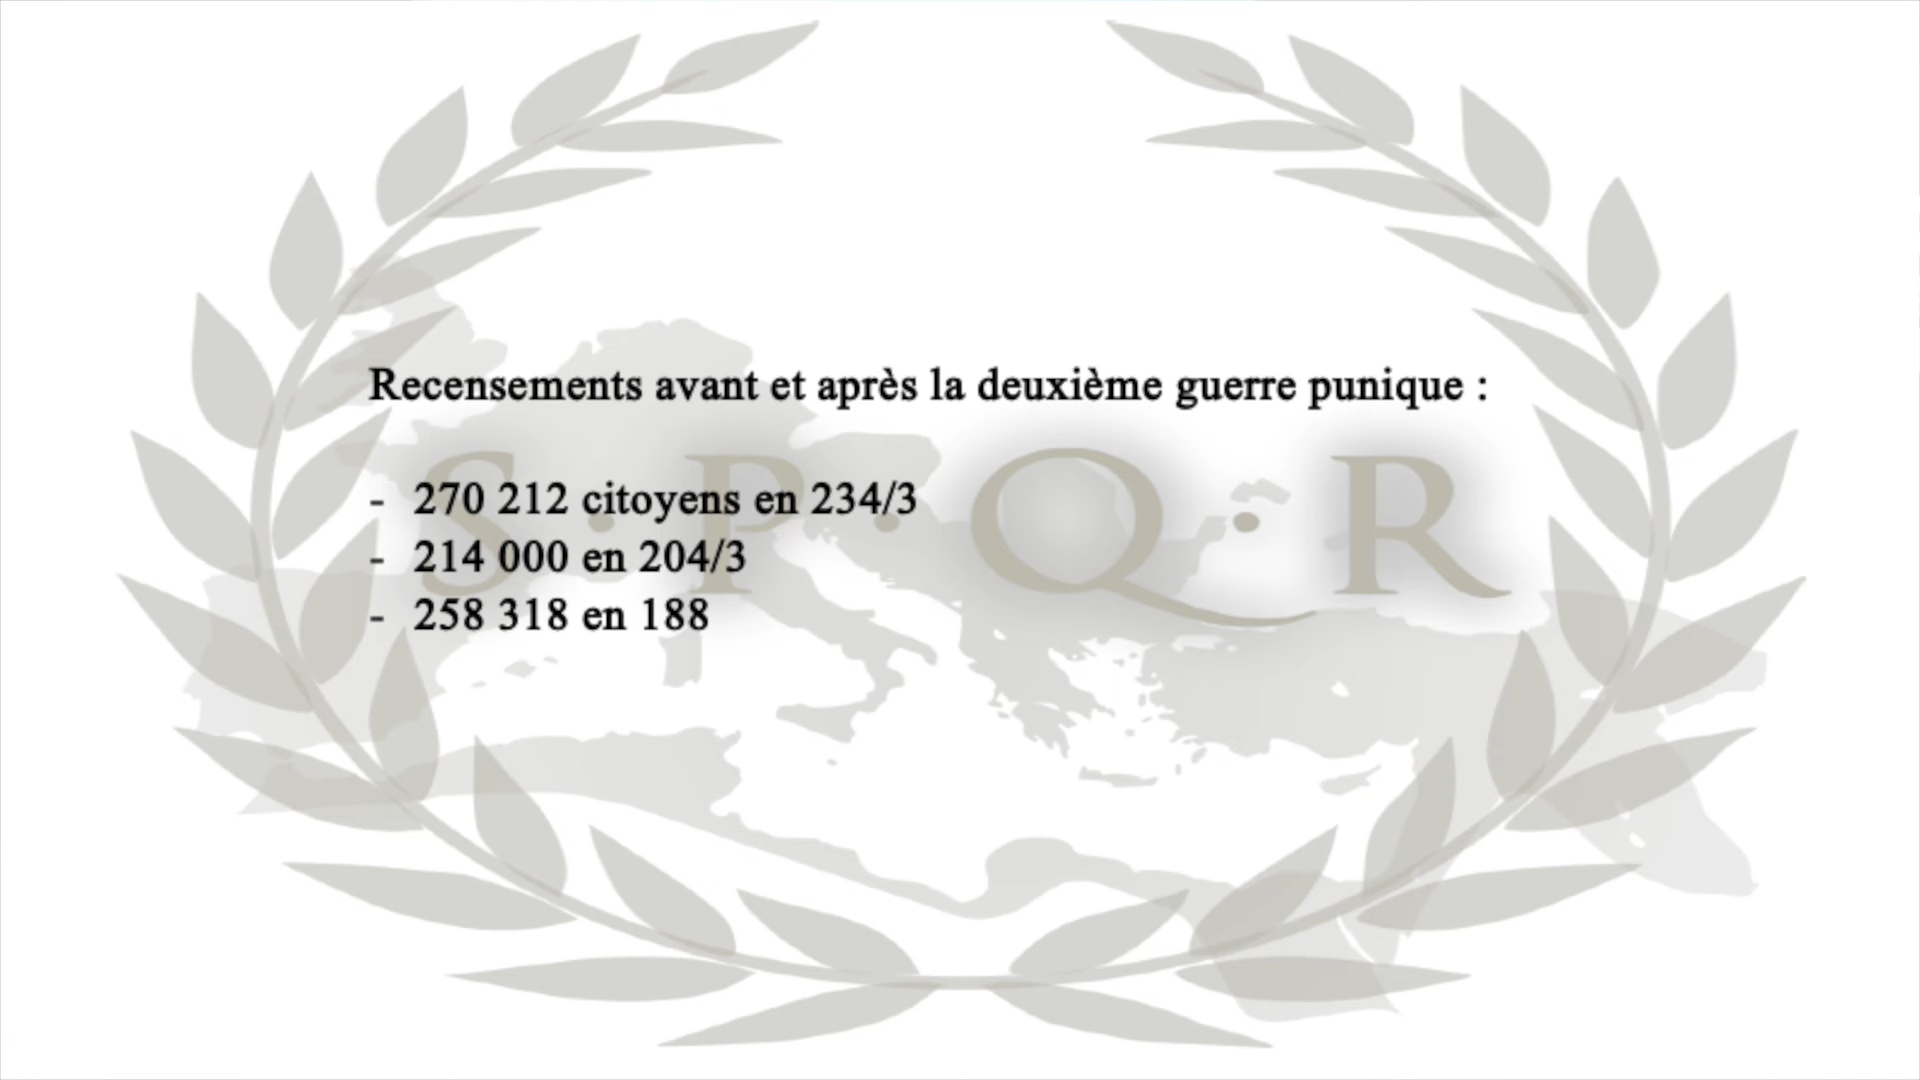 Recensements avant et après la deuxième guerre punique :
S·P·Q·R
- 270 212 citoyens en 234/3
- 214 000 en 204/3
- 258 318 en 188